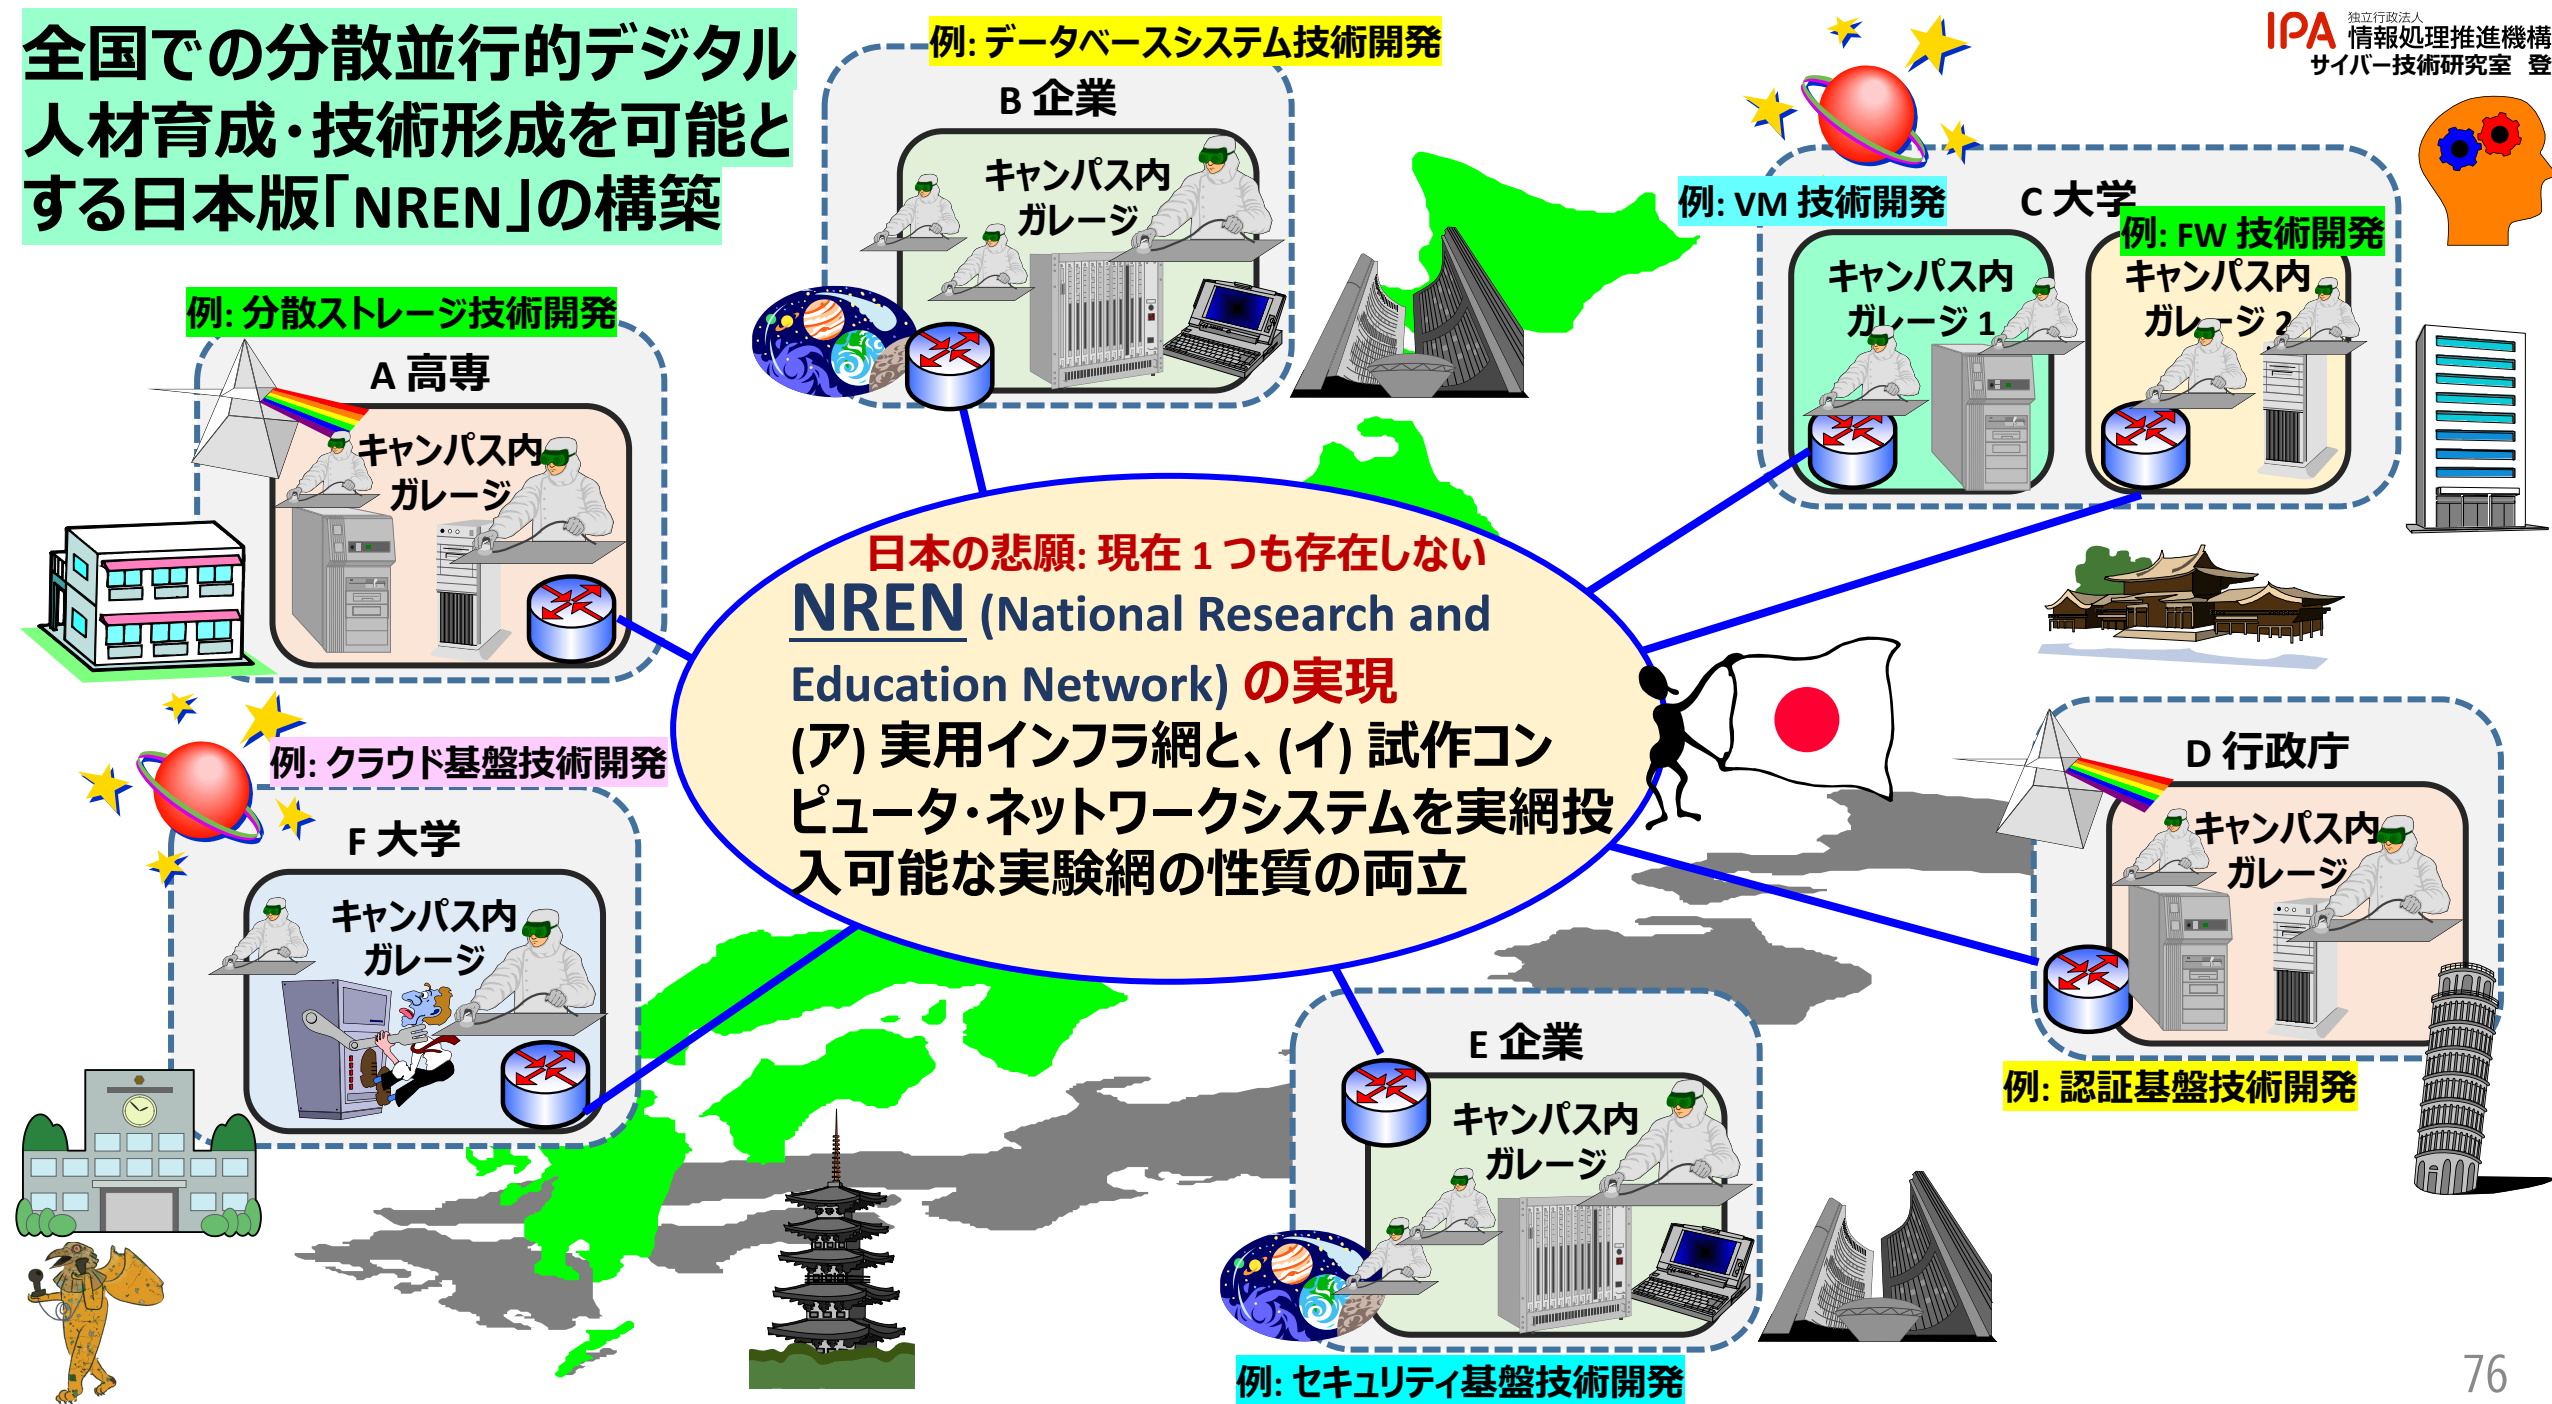 全国での分散並行的デジタル
人材育成・技術形成を可能と
する日本版「NREN」の構築
独立行政法人
IPA 情報処理推進機構
サイバー技術研究室 登
例: データベースシステム技術開発
B 企業
キャンパス内
ガレージ
例: VM 技術開発
C 大学
例: FW 技術開発
キャンパス内
ガレージ 1
キャンパス内
ガレージ 2
例: 分散ストレージ技術開発
A 高専
キャンパス内
ガレージ
日本の悲願: 現在 1 つも存在しない
NREN (National Research and
Education Network) の実現
(ア) 実用インフラ網と、(イ) 試作コン
ピュータ・ネットワークシステムを実網投
入可能な実験網の性質の両立
例: クラウド基盤技術開発
F 大学
キャンパス内
ガレージ
D 行政庁
キャンパス内
ガレージ
例: 認証基盤技術開発
E 企業
キャンパス内
ガレージ
例: セキュリティ基盤技術開発
76